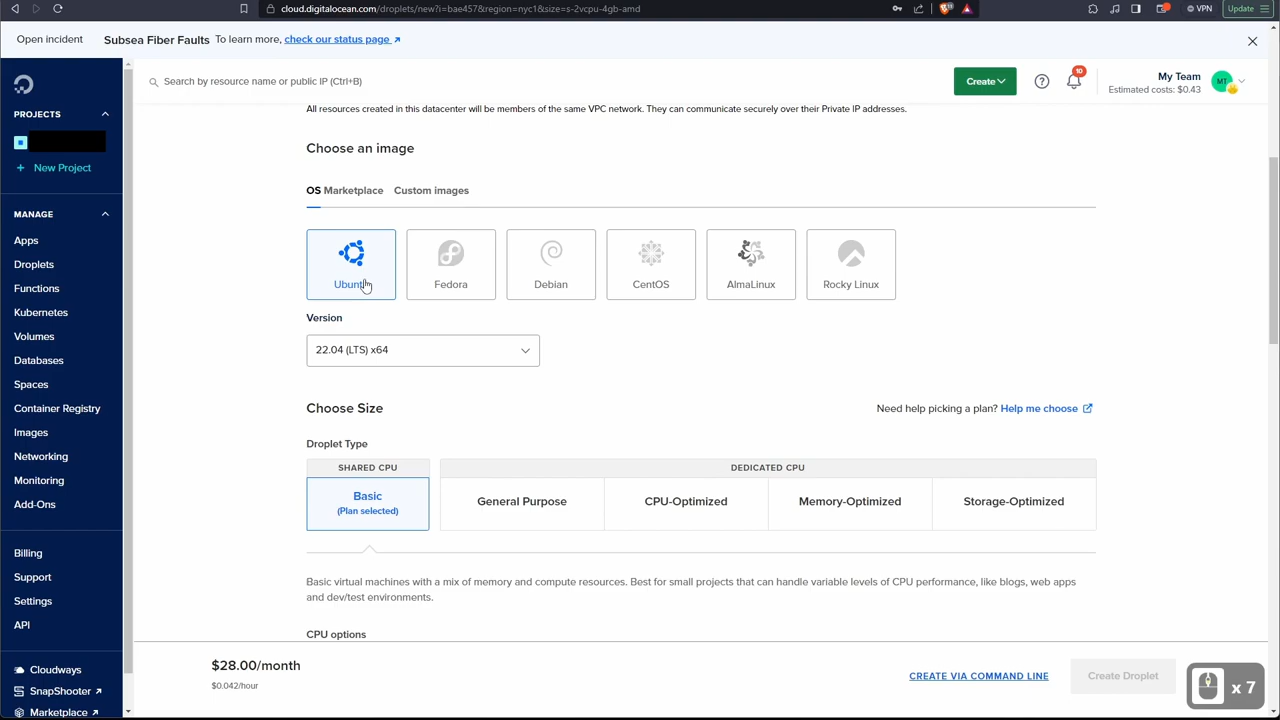 cloud.digitalocean.com/droplets/new?i=bae457&region=nyc1&size=s-2vcpu-4gb-amd
VPN
Update
Open incident Subsea Fiber Faults To learn more, check our status page
Search by resource name or public IP (Ctrl+B)
Create
10
My Team
Estimated costs: $0.43
MT
PROJECTS
+ New Project
MANAGE
Apps
Droplets
Functions
Kubernetes
Volumes
Databases
Spaces
Container Registry
Images
Networking
Monitoring
Add-Ons
Billing
Support
Settings
API
Cloudways
SnapShooter
Marketplace
All resources created in this datacenter will be members of the same VPC network. They can communicate securely over their Private IP addresses.
Choose an image
OS Marketplace Custom images
Ubuntu Fedora Debian CentOS AlmaLinux Rocky Linux
Version
22.04 (LTS) x64
Choose Size
Need help picking a plan? Help me choose
Droplet Type
SHARED CPU DEDICATED CPU
Basic
(Plan selected)
General Purpose CPU-Optimized Memory-Optimized Storage-Optimized
Basic virtual machines with a mix of memory and compute resources. Best for small projects that can handle variable levels of CPU performance, like blogs, web apps
and dev/test environments.
CPU options
$28.00/month
$0.042/hour
CREATE VIA COMMAND LINE
Create Droplet
x 7